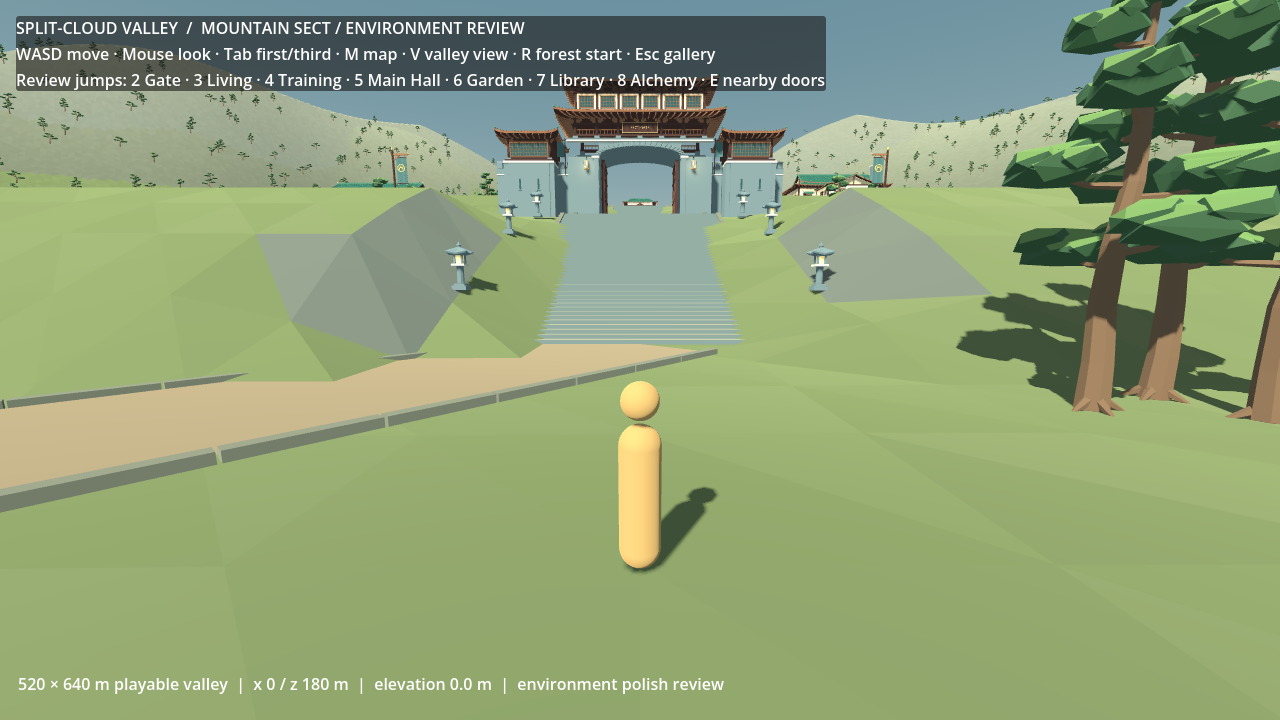 SPLIT-CLOUD VALLEY / MOUNTAIN SECT / ENVIRONMENT REVIEW
WASD move · Mouse look · Tab first/third · M map · V valley view · R forest start · Esc gallery
Review jumps: 2 Gate · 3 Living · 4 Training · 5 Main Hall · 6 Garden · 7 Library · 8 Alchemy · E nearby doors
520 × 640 m playable valley | x 0 / z 180 m | elevation 0.0 m | environment polish review